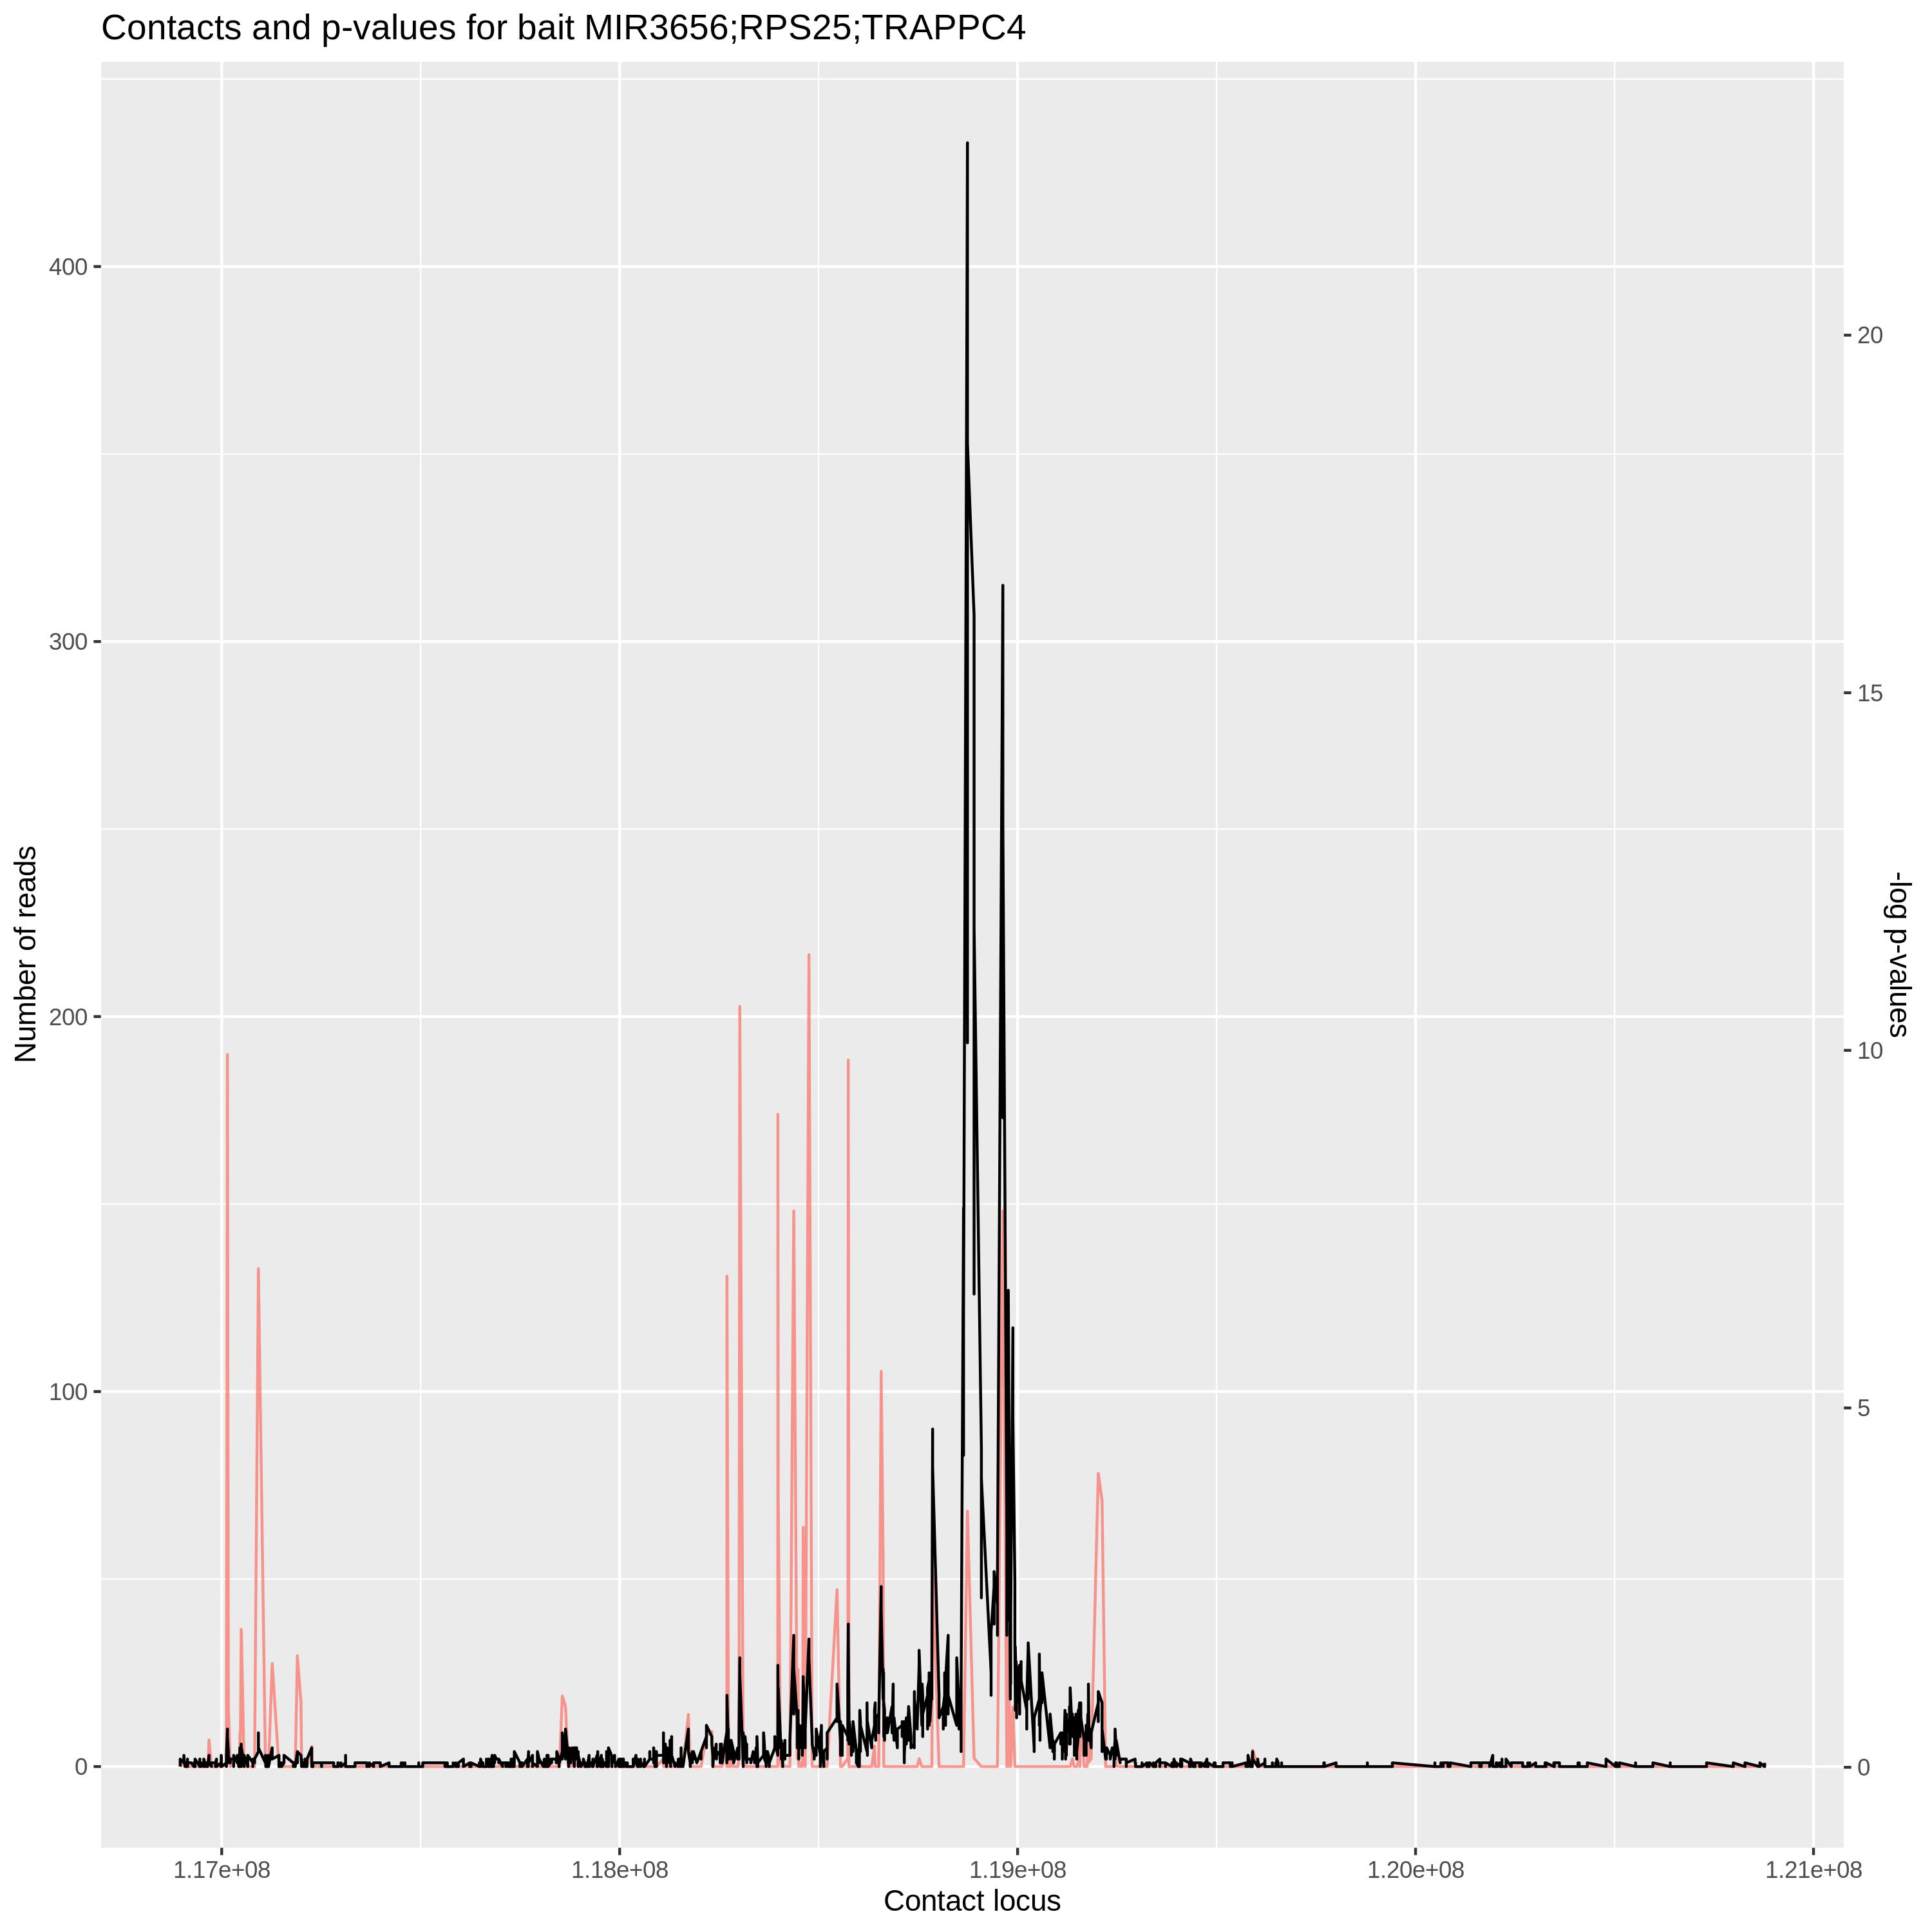 Contacts and p-values for bait MIR3656;RPS25;TRAPPC4
Number of reads
400
300
200
100
0
-log p-values
20
15
10
5
0
1.17e+08
1.18e+08
1.19e+08
1.20e+08
1.21e+08
Contact locus